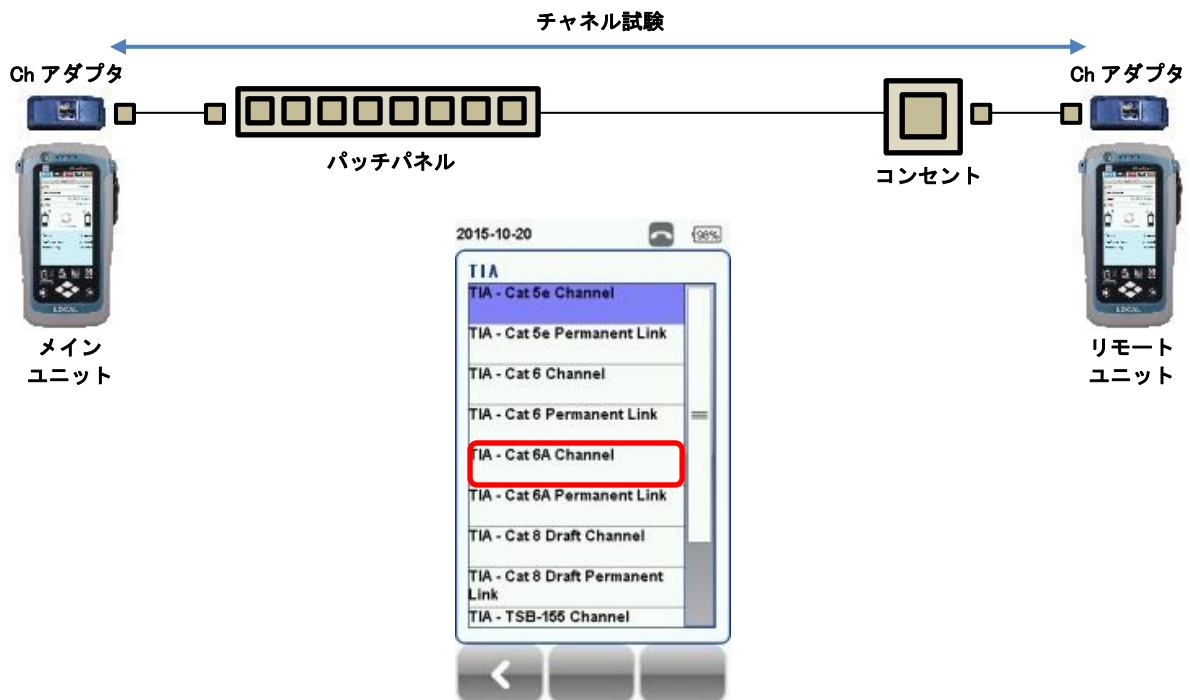 チャネル試験
Ch アダプタ
Ch アダプタ
パッチパネル
コンセント
メイン
ユニット
リモート
ユニット
LOCAL
LOCAL
2015-10-20
98%
TIA
TIA - Cat 5e Channel
TIA - Cat 5e Permanent Link
TIA - Cat 6 Channel
TIA - Cat 6 Permanent Link
TIA - Cat 6A Channel
TIA - Cat 6A Permanent Link
TIA - Cat 8 Draft Channel
TIA - Cat 8 Draft Permanent
Link
TIA - TSB-155 Channel